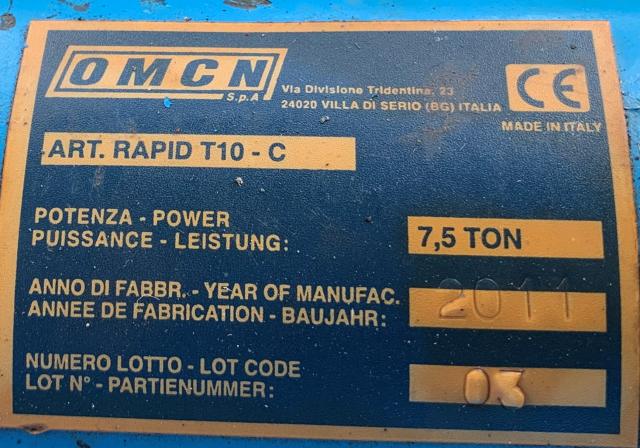 OMCN
S.p.A
Via Divisione Tridentina, 23
24020 VILLA DI SERIO (BG) ITALIA
CE
MADE IN ITALY
ART. RAPID T10 - C
POTENZA - POWER
PUISSANCE - LEISTUNG:
7,5 TON
ANNO DI FABBR. - YEAR OF MANUFAC.
ANNEE DE FABRICATION - BAUJAHR:
2011
NUMERO LOTTO - LOT CODE
LOT N° - PARTIENUMMER:
03